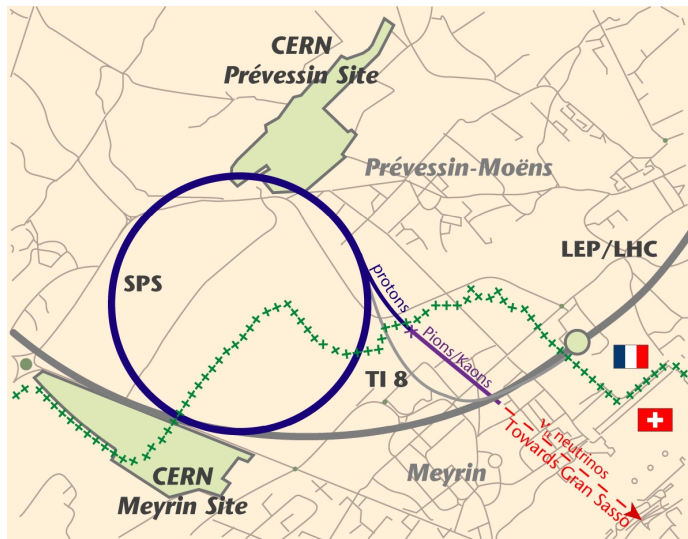 CERN
Prévessin Site
Prévessin-Moëns
LEP/LHC
SPS
protons
Pions/Kaons
TI 8
νμ neutrinos
Towards Gran Sasso
Meyrin
CERN
Meyrin Site